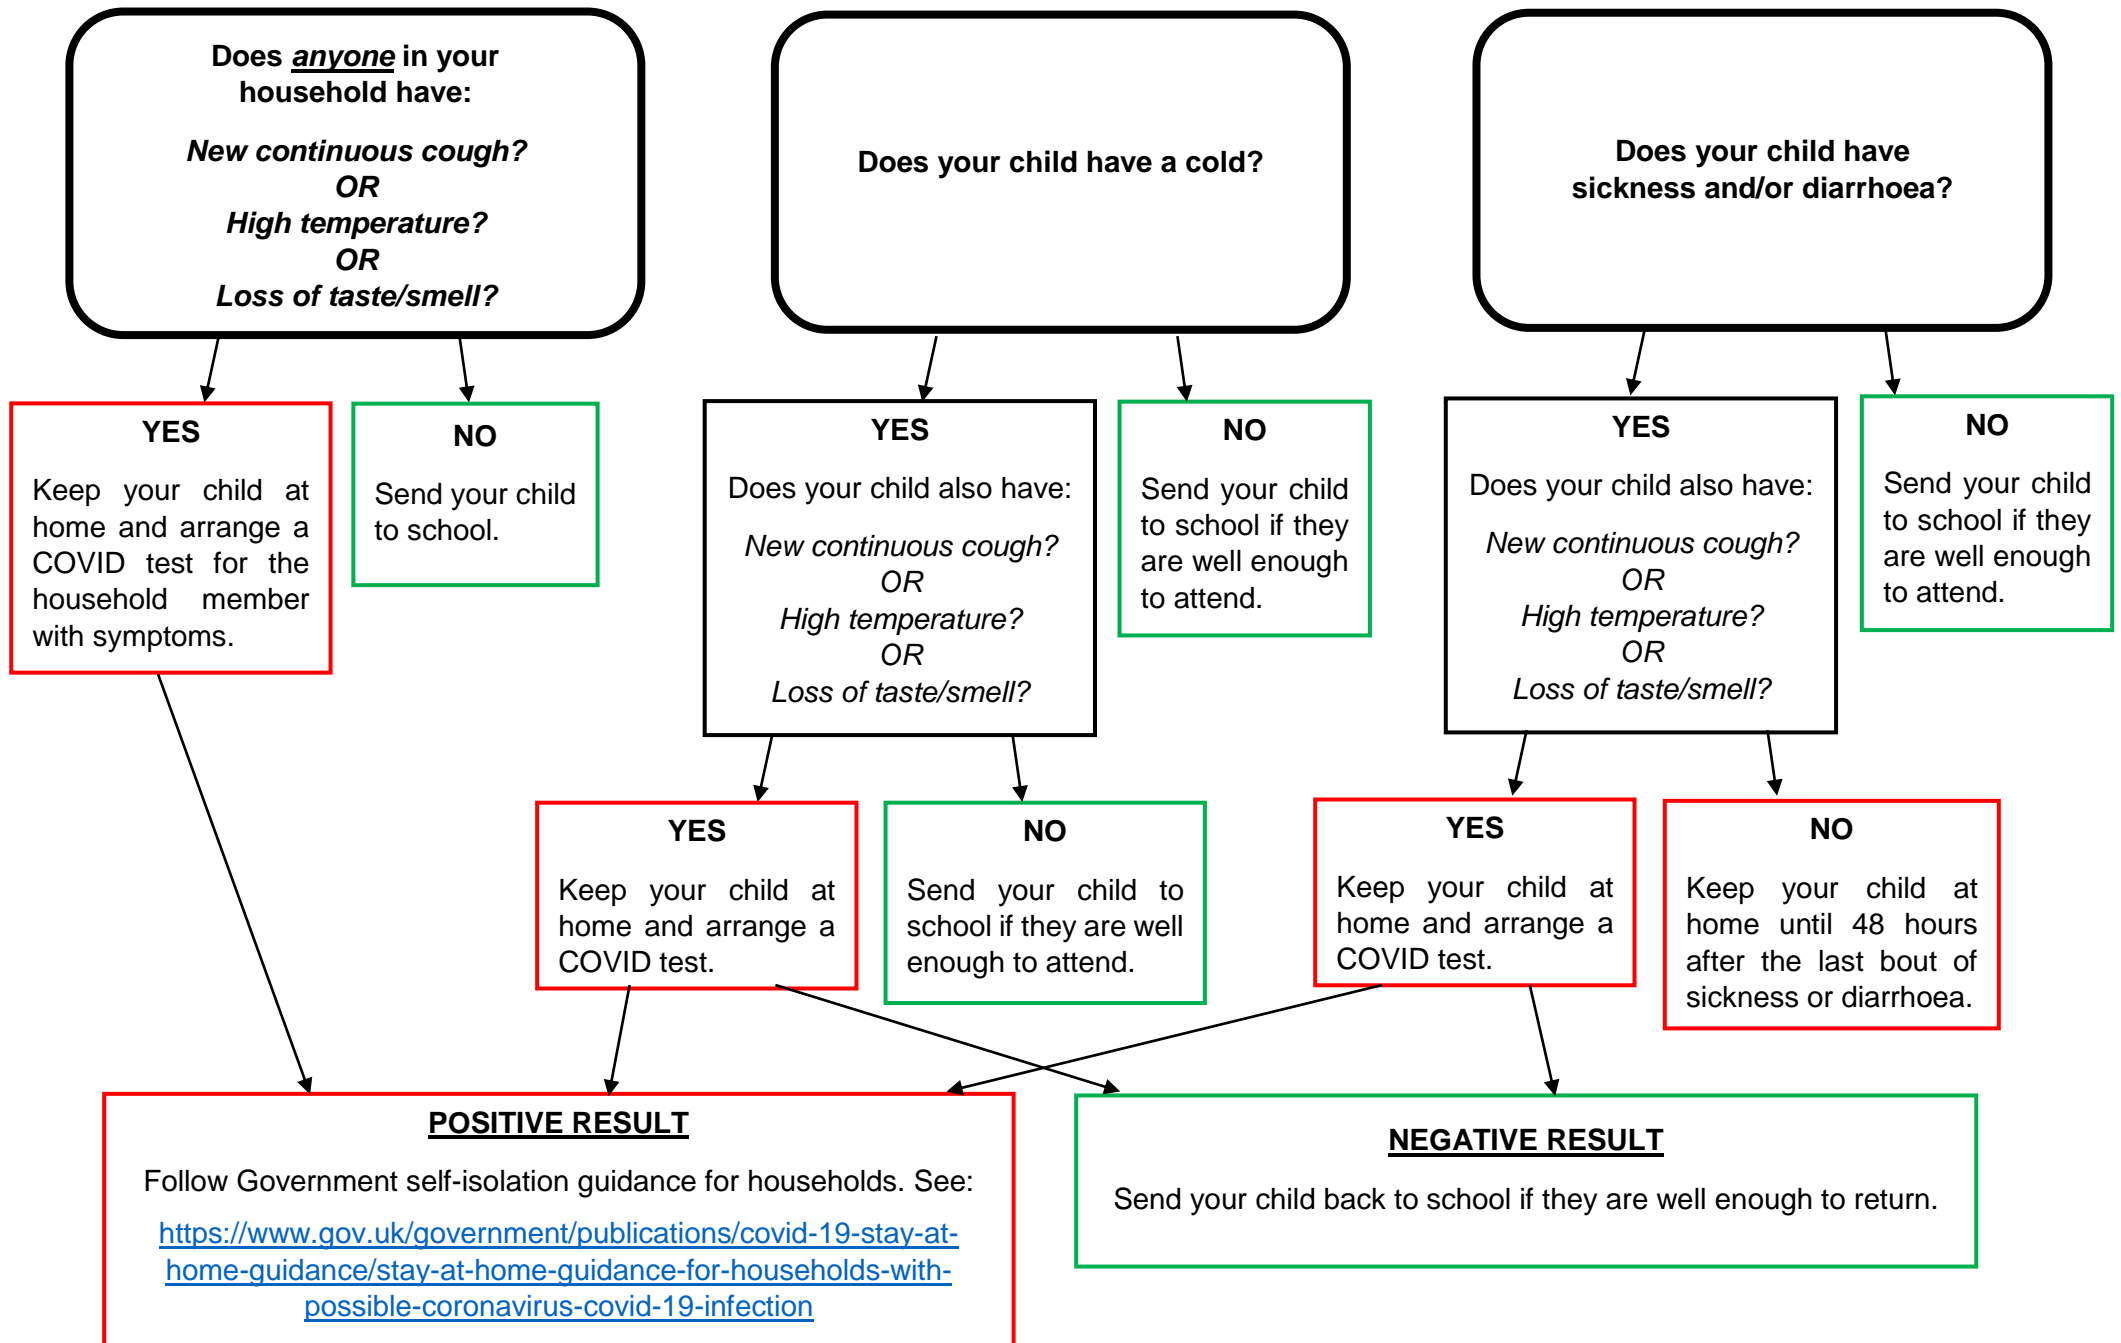 Does anyone in your
household have:
New continuous cough?
OR
High temperature?
OR
Loss of taste/smell?
Does your child have a cold?
Does your child have
sickness and/or diarrhoea?
YES
Keep your child at
home and arrange a
COVID test for the
household member
with symptoms.
NO
Send your child
to school.
YES
Does your child also have:
New continuous cough?
OR
High temperature?
OR
Loss of taste/smell?
NO
Send your child
to school if they
are well enough
to attend.
YES
Does your child also have:
New continuous cough?
OR
High temperature?
OR
Loss of taste/smell?
NO
Send your child
to school if they
are well enough
to attend.
YES
Keep your child at
home and arrange a
COVID test.
NO
Send your child to
school if they are well
enough to attend.
YES
Keep your child at
home and arrange a
COVID test.
NO
Keep your child at
home until 48 hours
after the last bout of
sickness or diarrhoea.
POSITIVE RESULT
Follow Government self-isolation guidance for households. See:
https://www.gov.uk/government/publications/covid-19-stay-at-
home-guidance/stay-at-home-guidance-for-households-with-
possible-coronavirus-covid-19-infection
NEGATIVE RESULT
Send your child back to school if they are well enough to return.